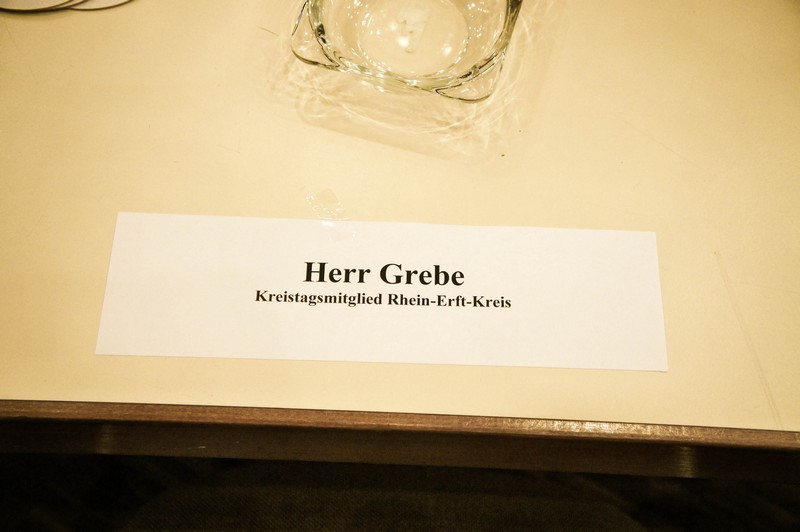 Herr Grebe
Kreistagsmitglied Rhein-Erft-Kreis